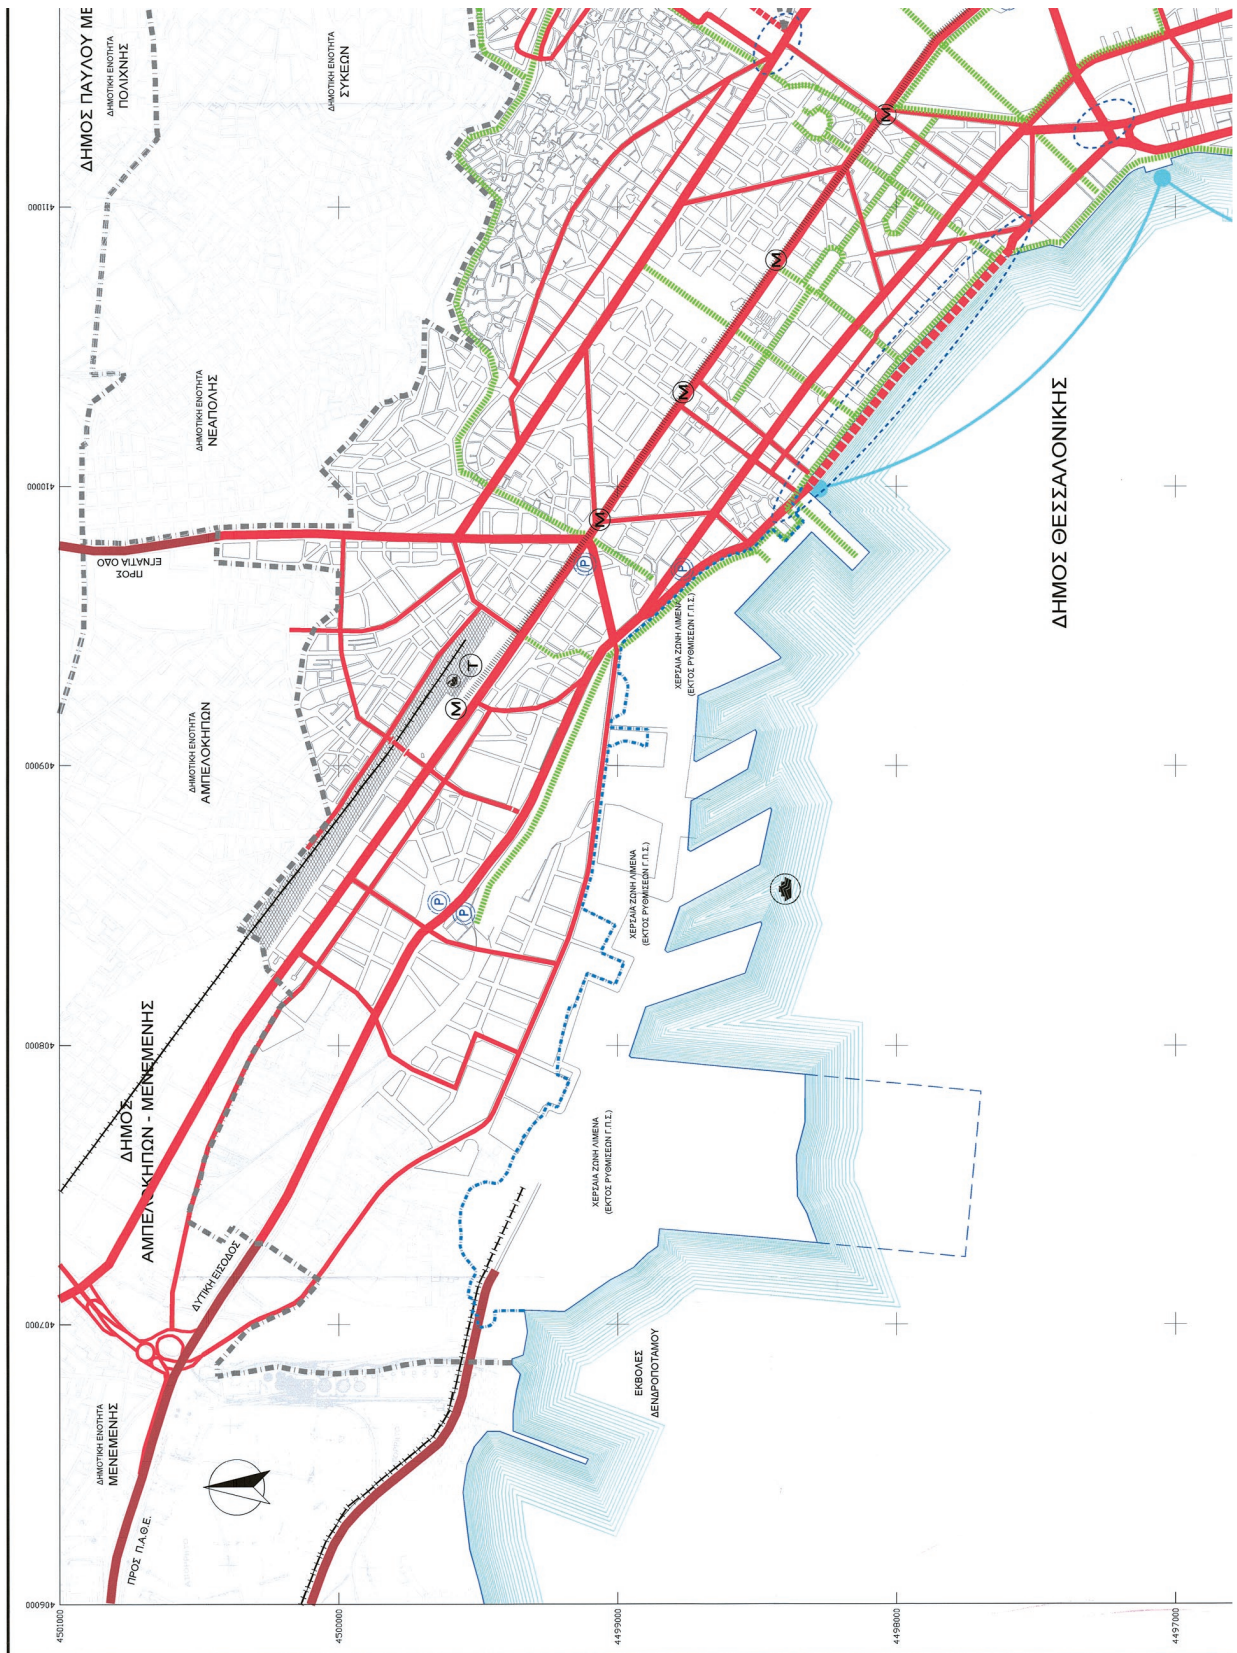 ΔΗΜΟΣ ΠΑΥΛΟΥ ΜΕ
ΔΗΜΟΤΙΚΗ ΕΝΟΤΗΤΑ
ΠΟΛΙΧΝΗΣ
ΔΗΜΟΤΙΚΗ ΕΝΟΤΗΤΑ
ΣΥΚΕΩΝ
411000
M
M
ΔΗΜΟΤΙΚΗ ΕΝΟΤΗΤΑ
ΝΕΑΠΟΛΗΣ
M
ΔΗΜΟΣ ΘΕΣΣΑΛΟΝΙΚΗΣ
410000
M
ΠΡΟΣ
ΕΓΝΑΤΙΑ ΟΔΟ
P
P
ΧΕΡΣΑΙΑ ΖΩΝΗ ΛΙΜΕΝΑ
(ΕΚΤΟΣ ΡΥΘΜΙΣΕΩΝ Γ.Π.Σ.)
T
M
ΔΗΜΟΤΙΚΗ ΕΝΟΤΗΤΑ
ΑΜΠΕΛΟΚΗΠΩΝ
409000
ΧΕΡΣΑΙΑ ΖΩΝΗ ΛΙΜΕΝΑ
(ΕΚΤΟΣ ΡΥΘΜΙΣΕΩΝ Γ.Π.Σ.)
P
P
408000
ΔΗΜΟΣ
ΑΜΠΕΛΟΚΗΠΩΝ - ΜΕΝΕΜΕΝΗΣ
ΧΕΡΣΑΙΑ ΖΩΝΗ ΛΙΜΕΝΑ
(ΕΚΤΟΣ ΡΥΘΜΙΣΕΩΝ Γ.Π.Σ.)
ΔΥΤΙΚΗ ΕΙΣΟΔΟΣ
407000
ΕΚΒΟΛΕΣ
ΔΕΝΔΡΟΠΟΤΑΜΟΥ
ΔΗΜΟΤΙΚΗ ΕΝΟΤΗΤΑ
ΜΕΝΕΜΕΝΗΣ
ΠΡΟΣ Π.Α.Θ.Ε.
406000
4501000
4500000
4499000
4498000
4497000